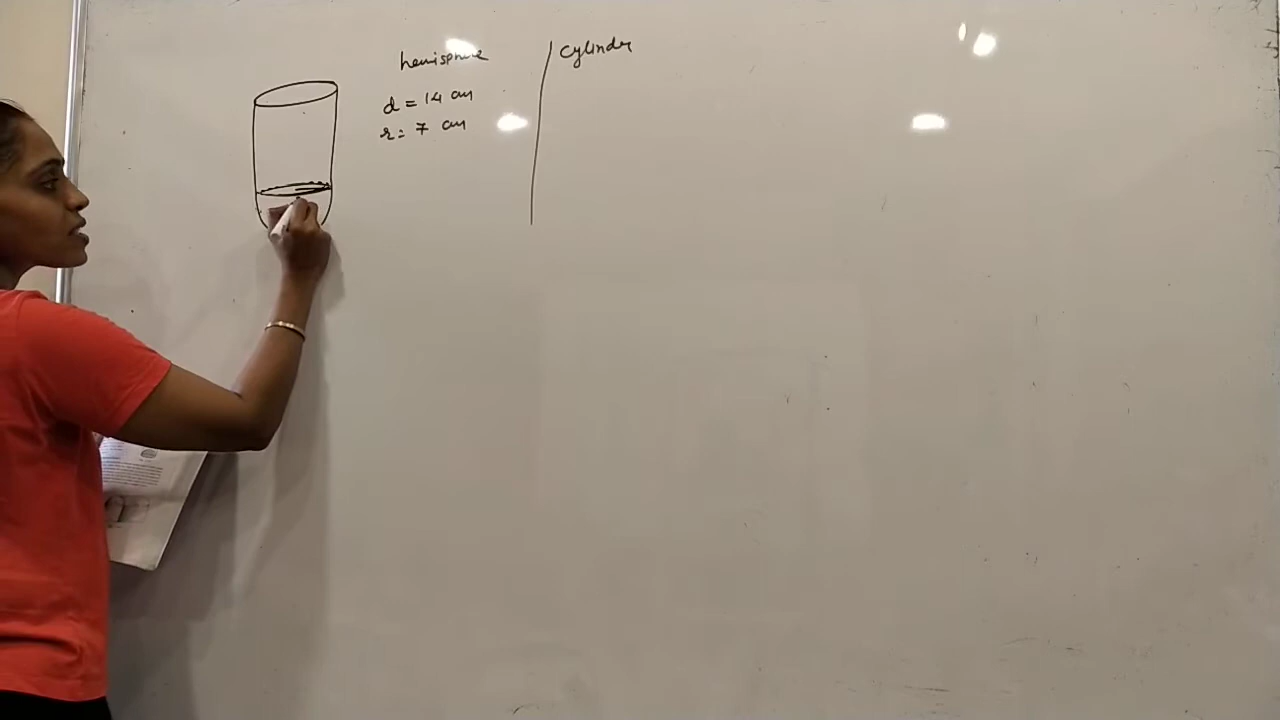 hemisphere
cylinder
d = 14 cm
r = 7 cm